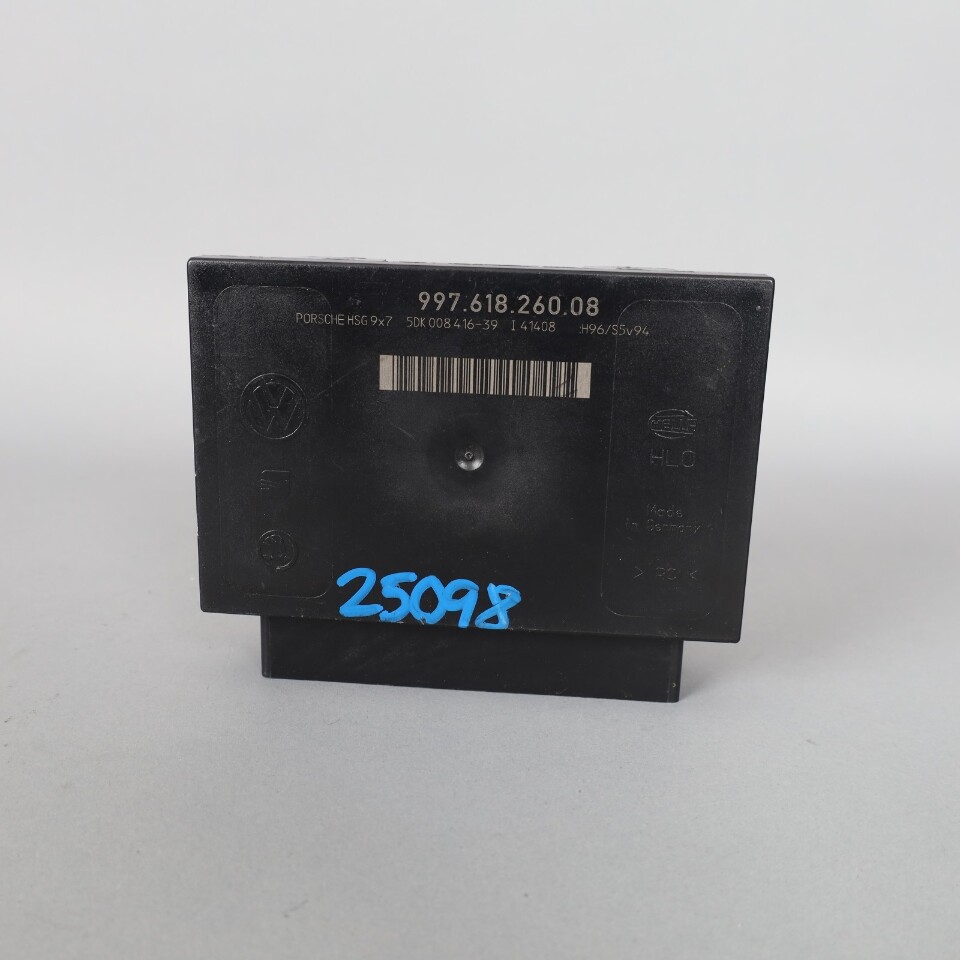 997.618.260.08
PORSCHE HSG 9x7 5DK 008 416-39 I 41408 :H96/S5v94
HELLA
HLO
Made
in Germany
25098